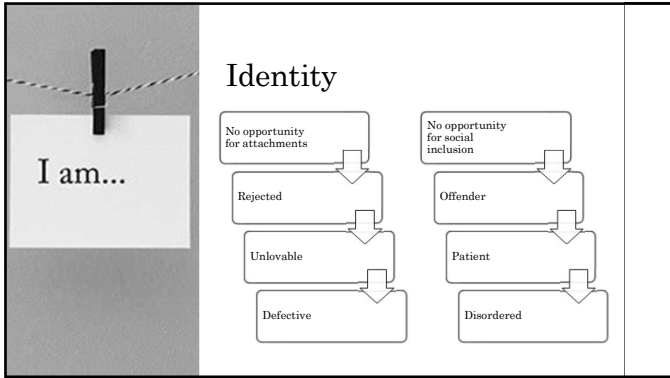 I am...
Identity
No opportunity
for attachments
Rejected
Unlovable
Defective
No opportunity
for social
inclusion
Offender
Patient
Disordered